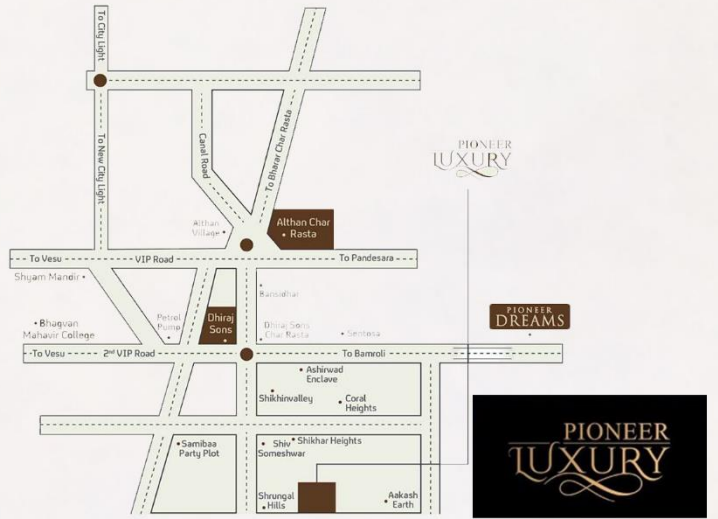 To City Light
To New City Light
Canal Road
To Bharar Char Rasta
PIONEER
LUXURY
Althan
Village
Althan Char
Rasta
To Vesu
VIP Road
To Pandesara
Shyam Mandir
Bansidhar
Bhagvan
Mahavir College
Petrol
Pump
Dhiraj
Sons
Dhiraj Sons
Char Rasta
Sentosa
PIONEER
DREAMS
To Vesu
2nd VIP Road
To Bamroli
Ashirwad
Enclave
Shikhinvalley
Coral
Heights
Samibaa
Party Plot
Shiv
Someshwar
Shikhar Heights
Shrungal
Hills
Aakash
Earth
PIONEER
LUXURY